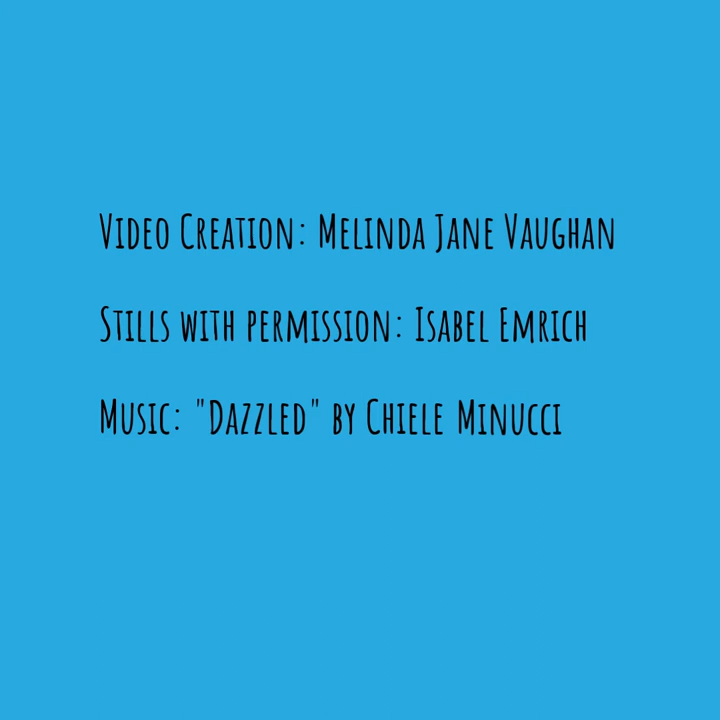 Video Creation: Melinda Jane Vaughan
Stills with permission: Isabel Emrich
Music: "Dazzled" by Chiele Minucci